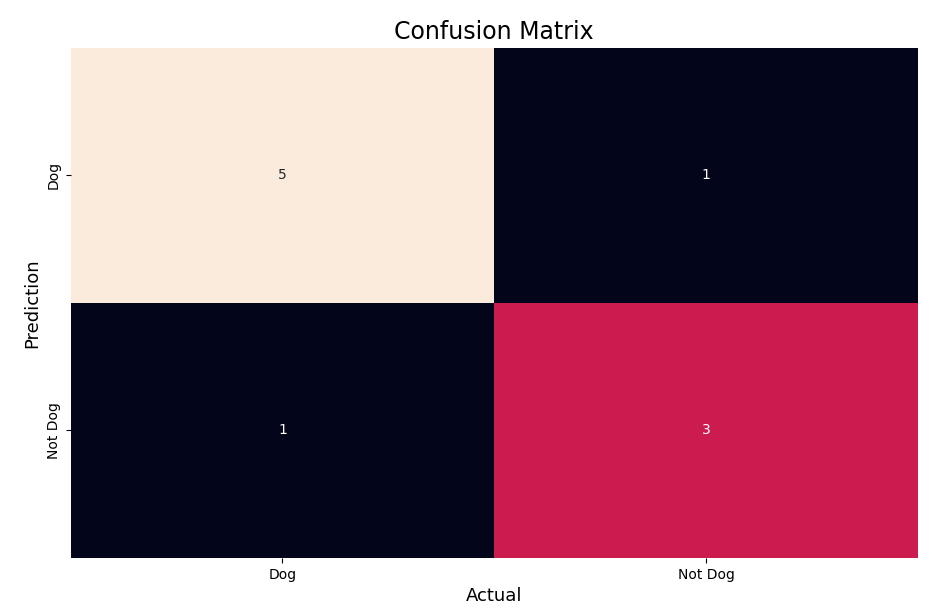 Confusion Matrix
Prediction
Dog
5
1
Not Dog
1
3
Dog
Not Dog
Actual